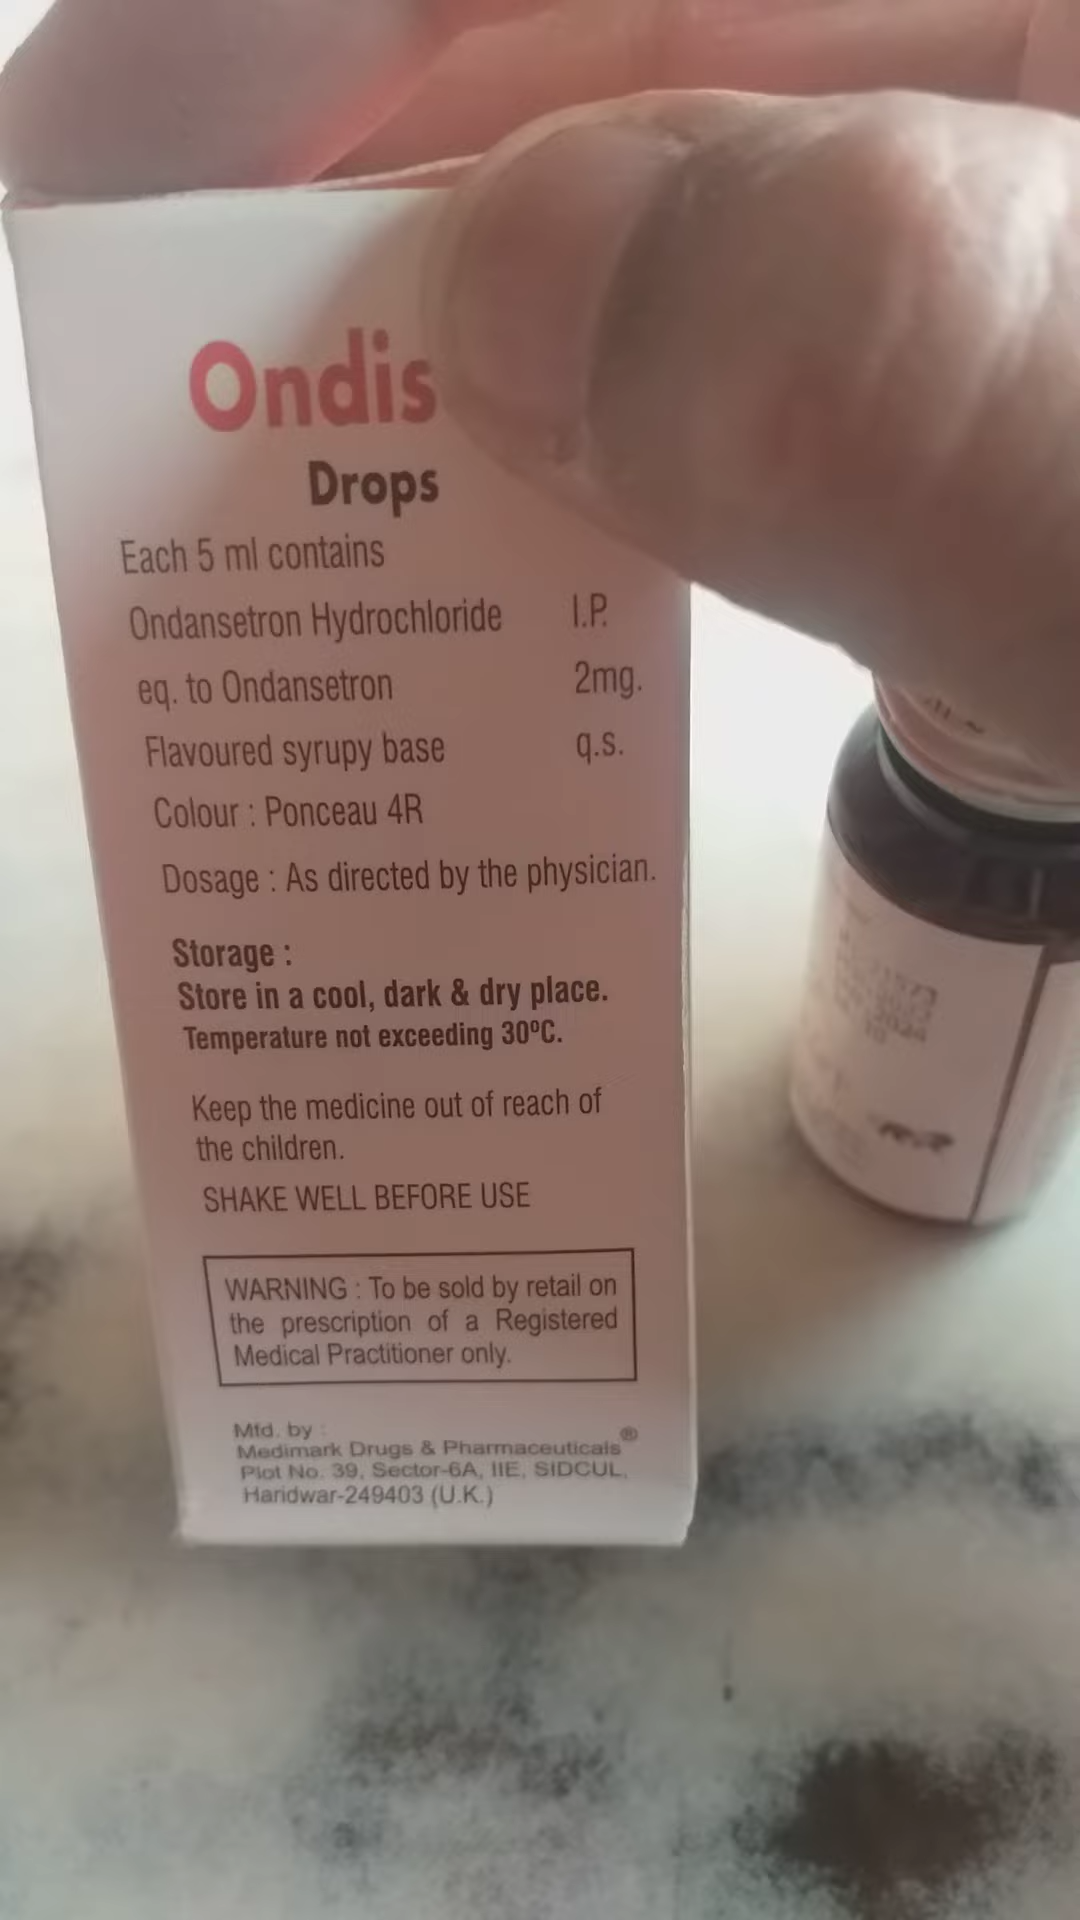 Ondis
Drops
Each 5 ml contains
Ondansetron Hydrochloride I.P.
eq. to Ondansetron 2mg.
Flavoured syrupy base q.s.
Colour : Ponceau 4R
Dosage : As directed by the physician.
Storage :
Store in a cool, dark & dry place.
Temperature not exceeding 30ºC.
Keep the medicine out of reach of
the children.
SHAKE WELL BEFORE USE
WARNING : To be sold by retail on
the prescription of a Registered
Medical Practitioner only.
Mfd. by :
Medimark Drugs & Pharmaceuticals®
Plot No. 39, Sector-6A, IIE, SIDCUL,
Haridwar-249403 (U.K.)